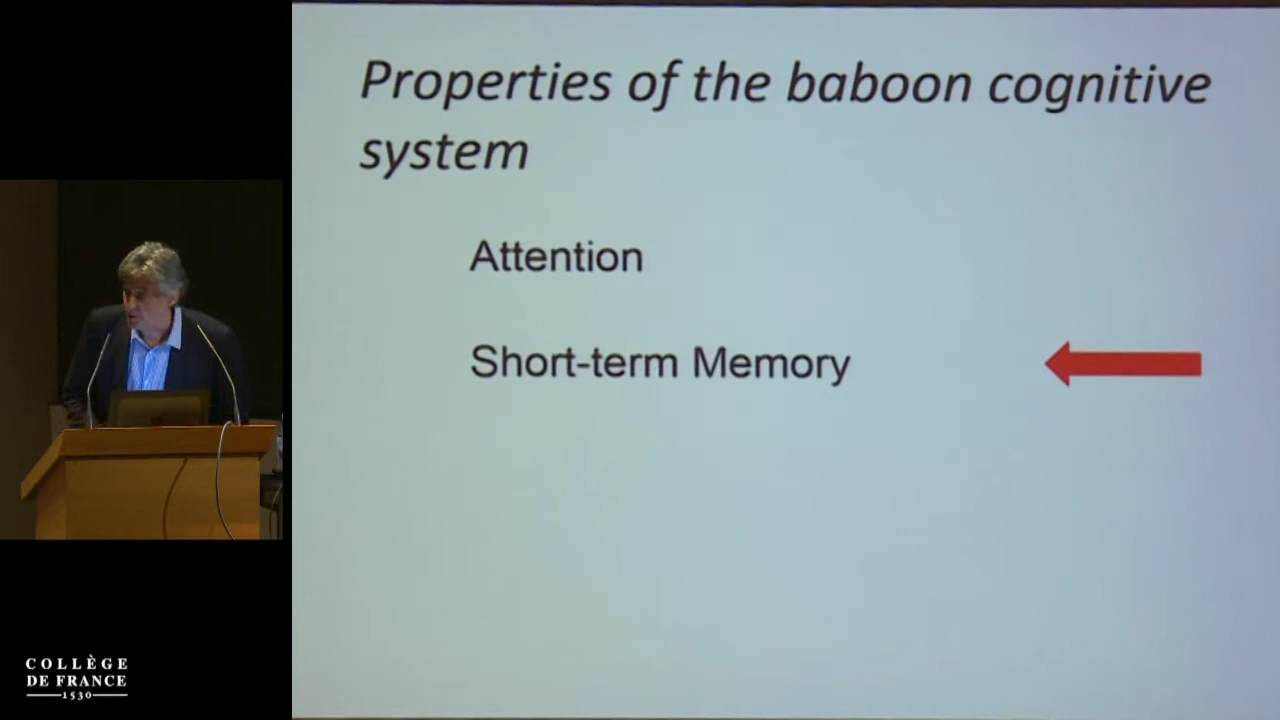 Properties of the baboon cognitive
system
Attention
Short-term Memory
COLLÈGE
DE FRANCE
1530